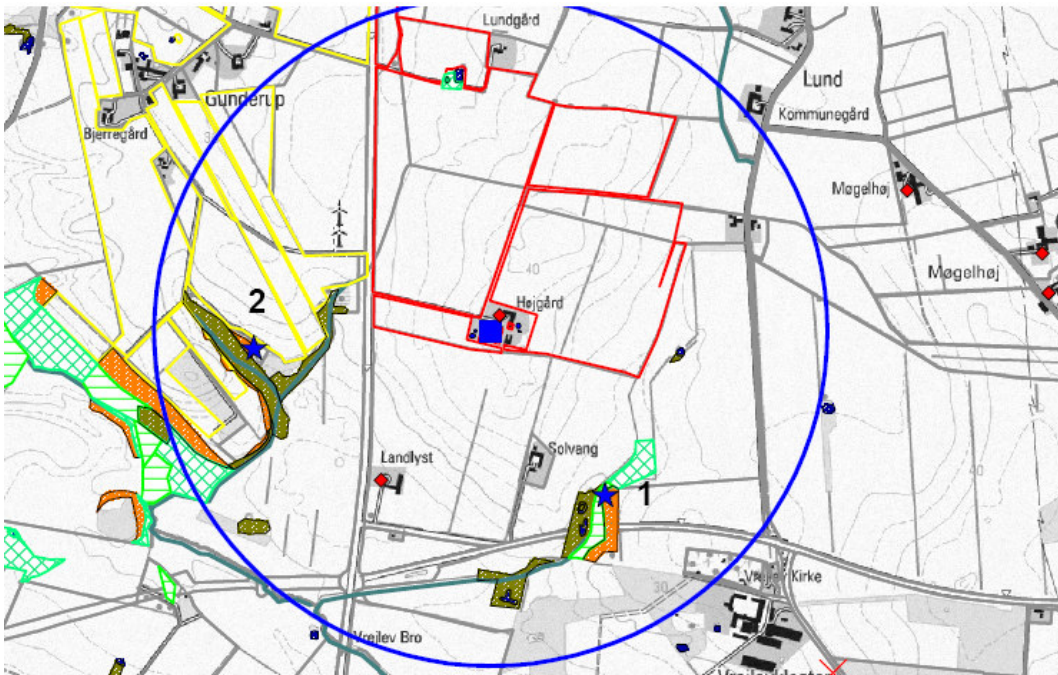 Lundgård
Lund
Gunderup
Kommunegård
Bjerregård
Møgelhøj
Møgelhøj
2
40
Højgård
Solvang
Landlyst
1
40
30
Vrejlev Kirke
Vrejlev Bro